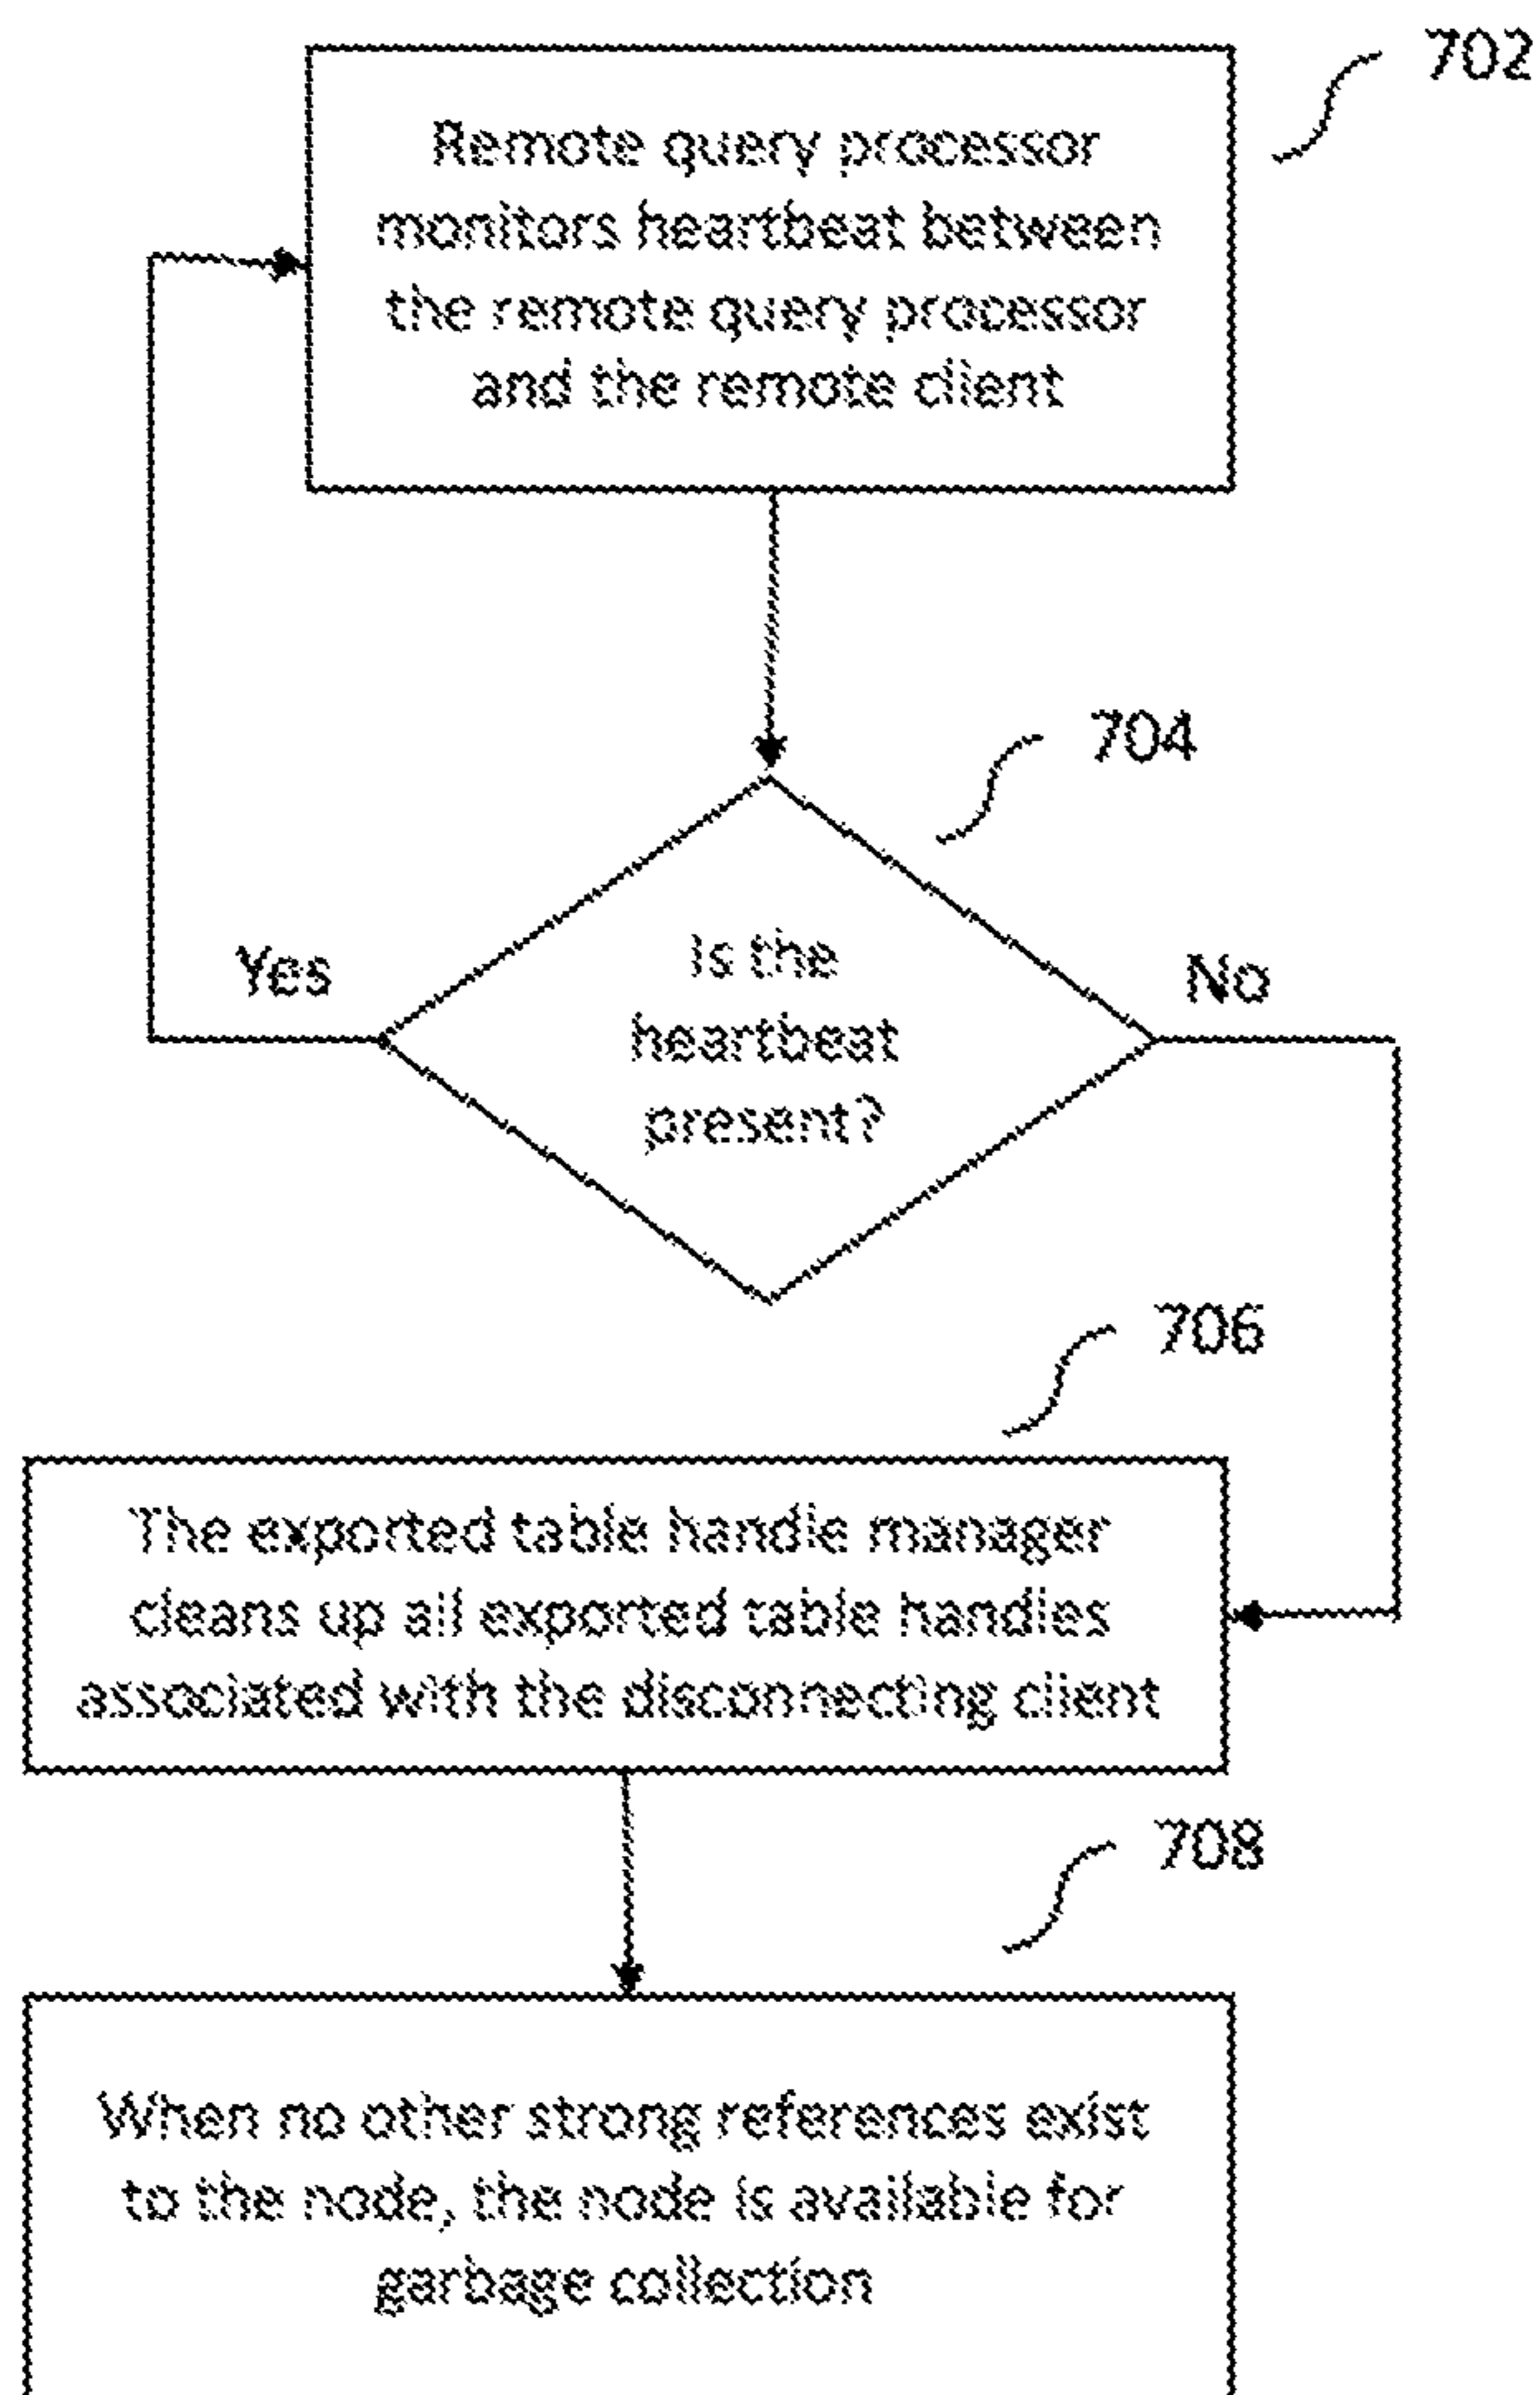 702
Remote query processor
monitors heartbeat between
the remote query processor
and the remote client
704
Yes
Is the
heartbeat
present?
No
706
The exported table handle manager
cleans up all exported table handles
associated with the disconnecting client
708
When no other strong references exist
to the node, the node is available for
garbage collection